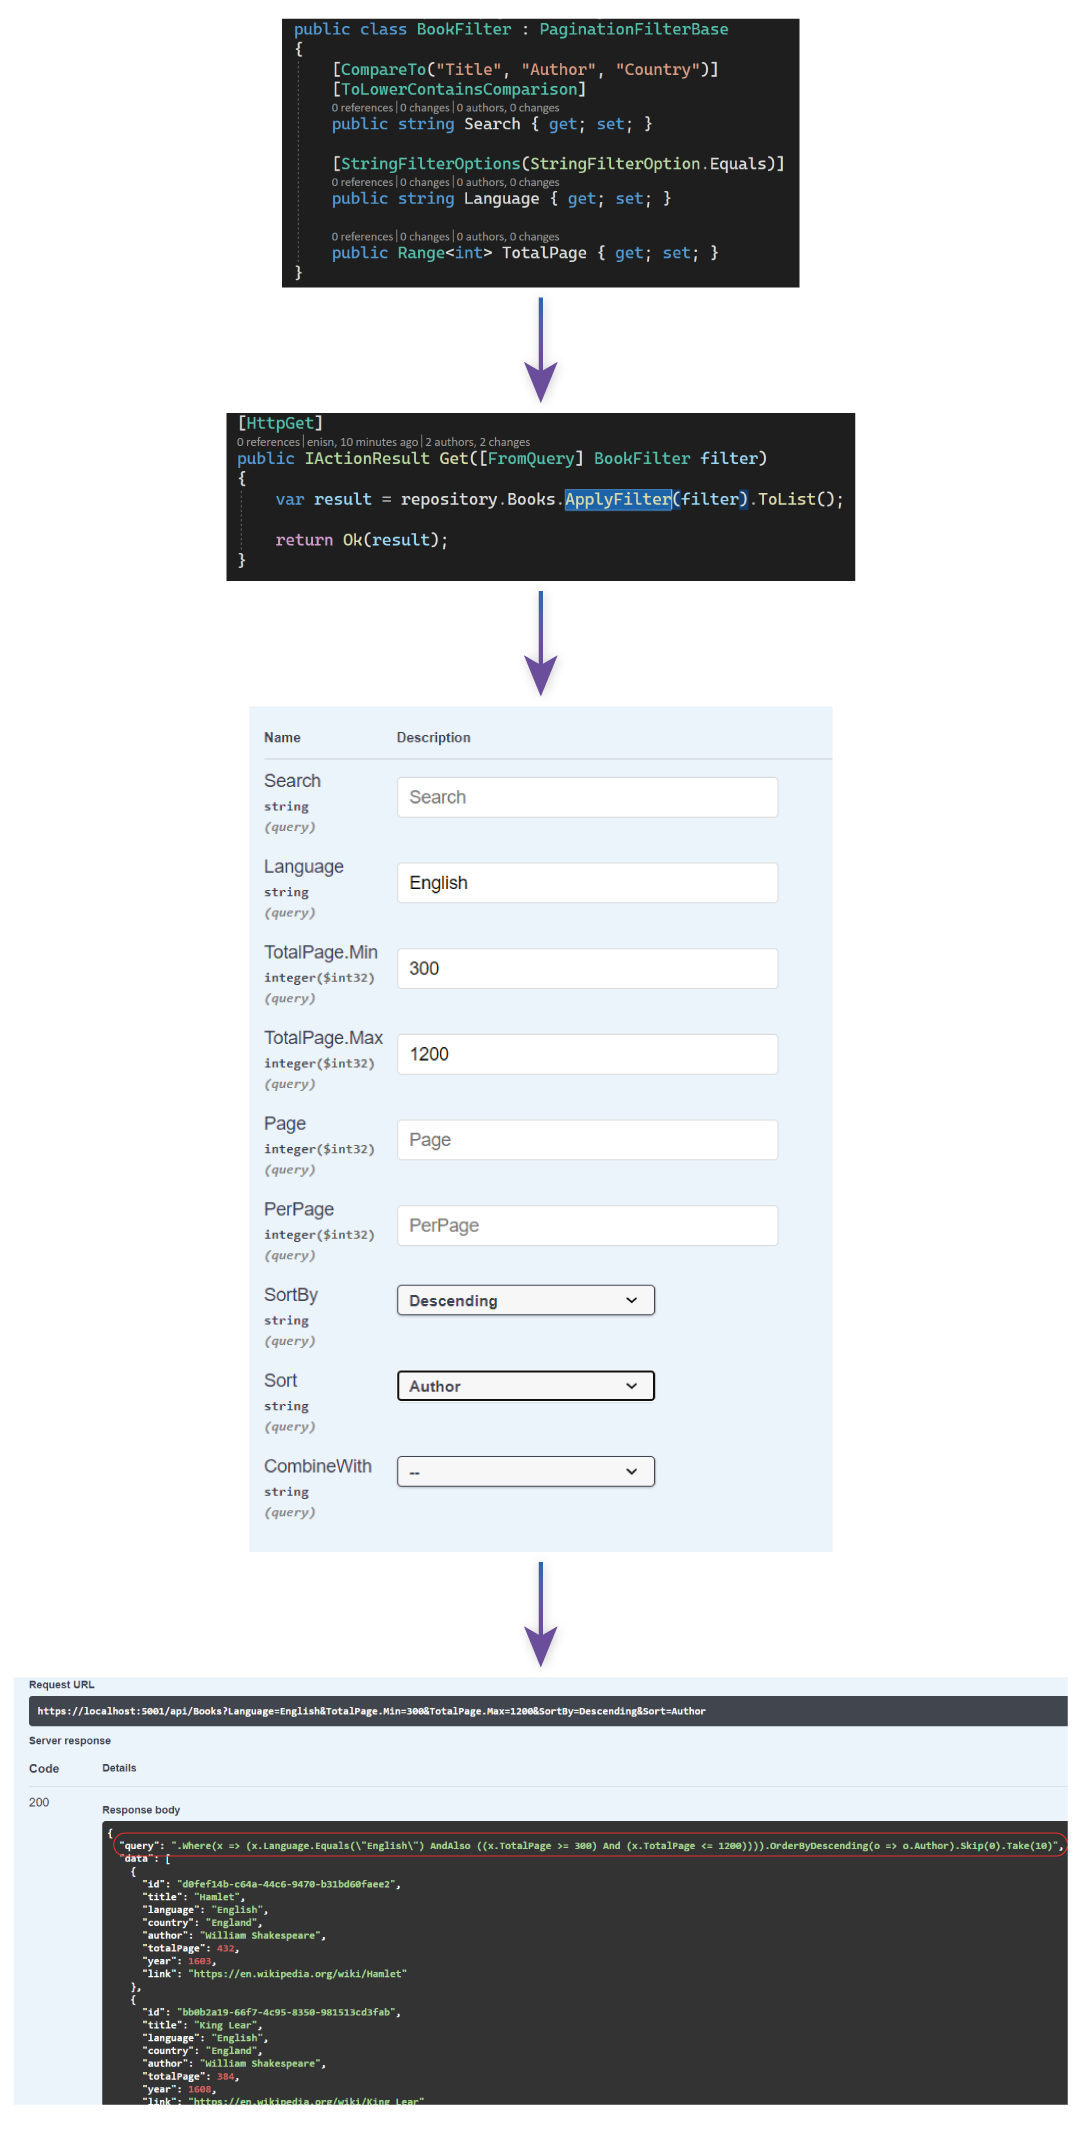 public class BookFilter : PaginationFilterBase
{
[CompareTo("Title", "Author", "Country")]
[ToLowerContainsComparison]
0 references | 0 changes | 0 authors, 0 changes
public string Search { get; set; }
[StringFilterOptions(StringFilterOption.Equals)]
0 references | 0 changes | 0 authors, 0 changes
public string Language { get; set; }
0 references | 0 changes | 0 authors, 0 changes
public Range<int> TotalPage { get; set; }
}
[HttpGet]
0 references | enisn, 10 minutes ago | 2 authors, 2 changes
public IActionResult Get([FromQuery] BookFilter filter)
{
var result = repository.Books.ApplyFilter(filter).ToList();
return Ok(result);
}
Name Description
Search
string
(query)
Search
Language
string
(query)
English
TotalPage.Min
integer($int32)
(query)
300
TotalPage.Max
integer($int32)
(query)
1200
Page
integer($int32)
(query)
Page
PerPage
integer($int32)
(query)
PerPage
SortBy
string
(query)
Descending
Sort
string
(query)
Author
CombineWith
string
(query)
--
Request URL
https://localhost:5001/api/Books?Language=English&TotalPage.Min=300&TotalPage.Max=1200&SortBy=Descending&Sort=Author
Server response
Code Details
200
Response body
{
"query": ".Where(x => (x.Language.Equals(\"English\") AndAlso ((x.TotalPage >= 300) And (x.TotalPage <= 1200)))).OrderByDescending(o => o.Author).Skip(0).Take(10)",
"data": [
{
"id": "d0fef14b-c64a-44c6-9470-b31bd60faee2",
"title": "Hamlet",
"language": "English",
"country": "England",
"author": "William Shakespeare",
"totalPage": 432,
"year": 1603,
"link": "https://en.wikipedia.org/wiki/Hamlet"
},
{
"id": "bb0b2a19-66f7-4c95-8350-981513cd3fab",
"title": "King Lear",
"language": "English",
"country": "England",
"author": "William Shakespeare",
"totalPage": 384,
"year": 1608,
"link": "https://en.wikipedia.org/wiki/King_Lear"